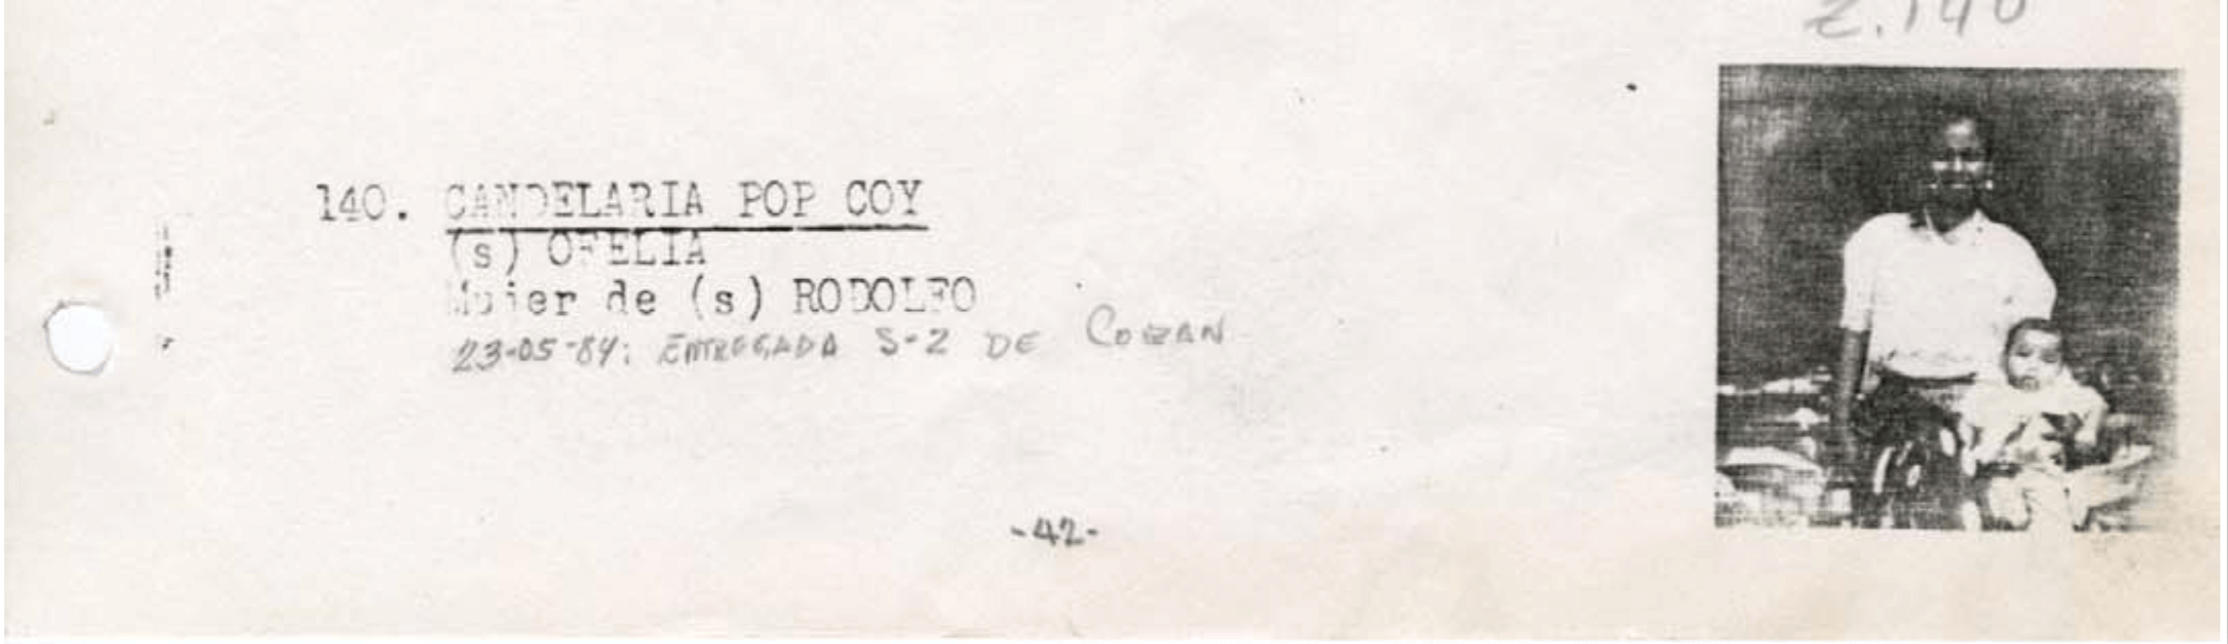 2.140
140. CANDELARIA POP COY
(s) OFELIA
Mujer de (s) RODOLFO
23-05-84: ENTREGADA S-2 DE COBAN
-42-